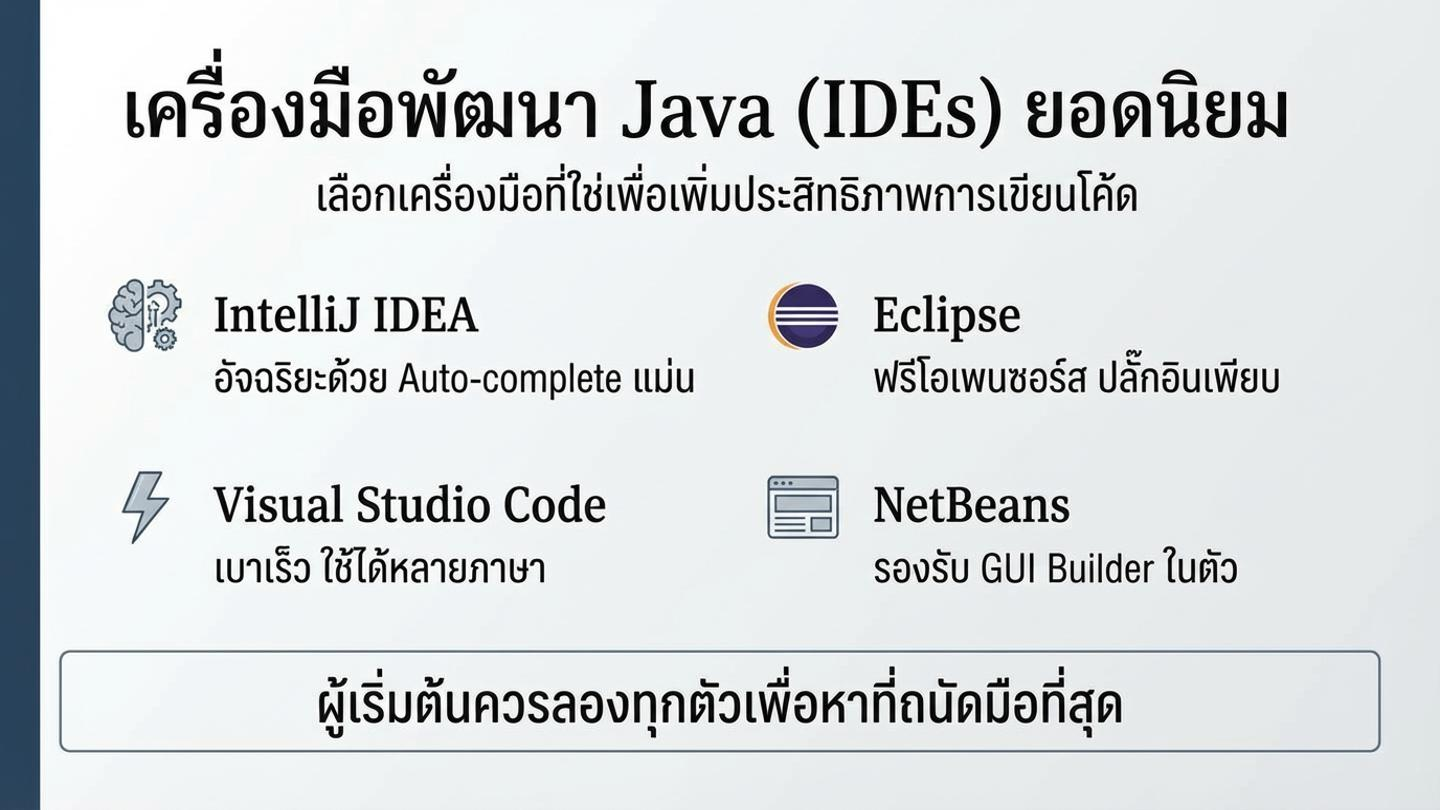 เครื่องมือพัฒนา Java (IDEs) ยอดนิยม
เลือกเครื่องมือที่ใช่เพื่อเพิ่มประสิทธิภาพการเขียนโค้ด
IntelliJ IDEA
อัจฉริยะด้วย Auto-complete แม่น
Eclipse
ฟรีโอเพนซอร์ส ปลั๊กอินเพียบ
Visual Studio Code
เบาเร็ว ใช้ได้หลายภาษา
NetBeans
รองรับ GUI Builder ในตัว
ผู้เริ่มต้นควรลองทุกตัวเพื่อหาที่ถนัดมือที่สุด